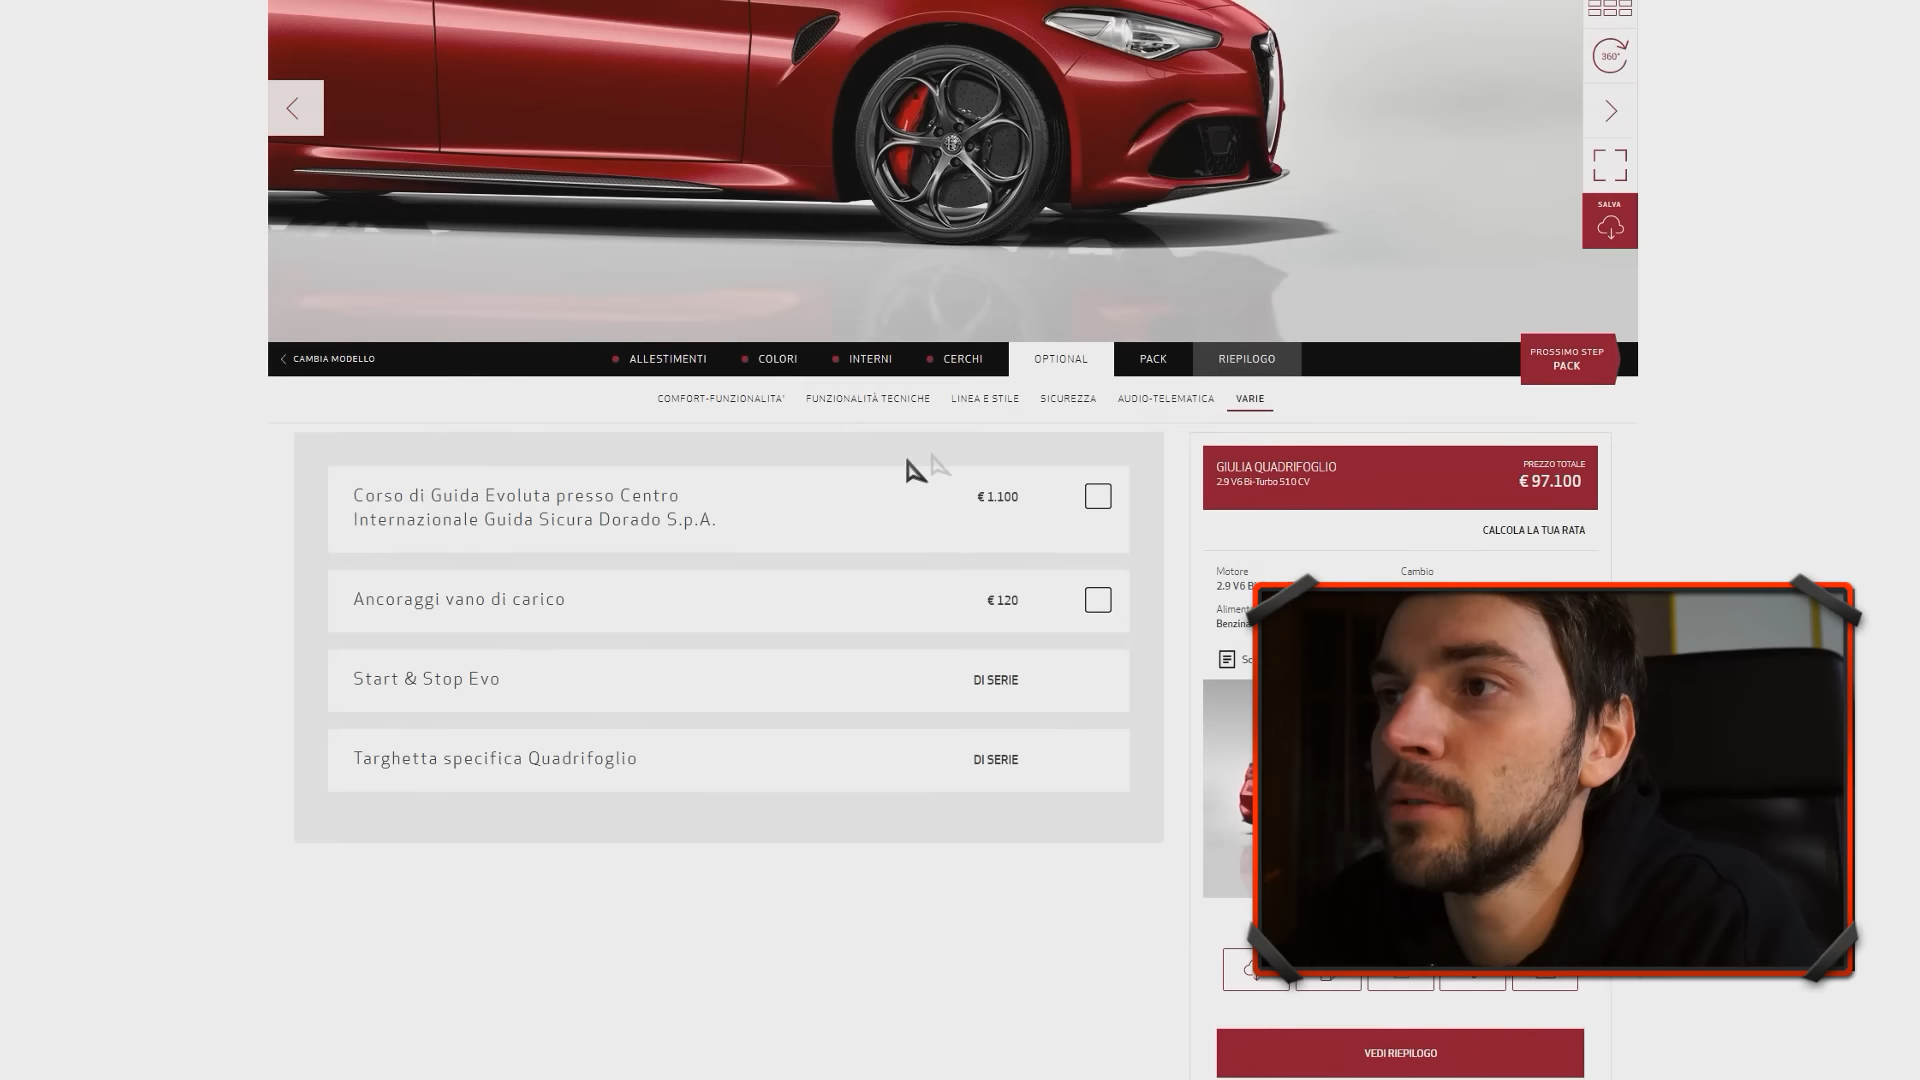 360°
SALVA
CAMBIA MODELLO
ALLESTIMENTI
COLORI
INTERNI
CERCHI
OPTIONAL
PACK
RIEPILOGO
PROSSIMO STEP
PACK
COMFORT-FUNZIONALITA'
FUNZIONALITÀ TECNICHE
LINEA E STILE
SICUREZZA
AUDIO-TELEMATICA
VARIE
Corso di Guida Evoluta presso Centro
Internazionale Guida Sicura Dorado S.p.A.
€ 1.100
Ancoraggi vano di carico
€ 120
Start & Stop Evo
DI SERIE
Targhetta specifica Quadrifoglio
DI SERIE
GIULIA QUADRIFOGLIO
2.9 V6 Bi-Turbo 510 CV
PREZZO TOTALE
€ 97.100
CALCOLA LA TUA RATA
Motore
2.9 V6
Cambio
Benzina
VEDI RIEPILOGO